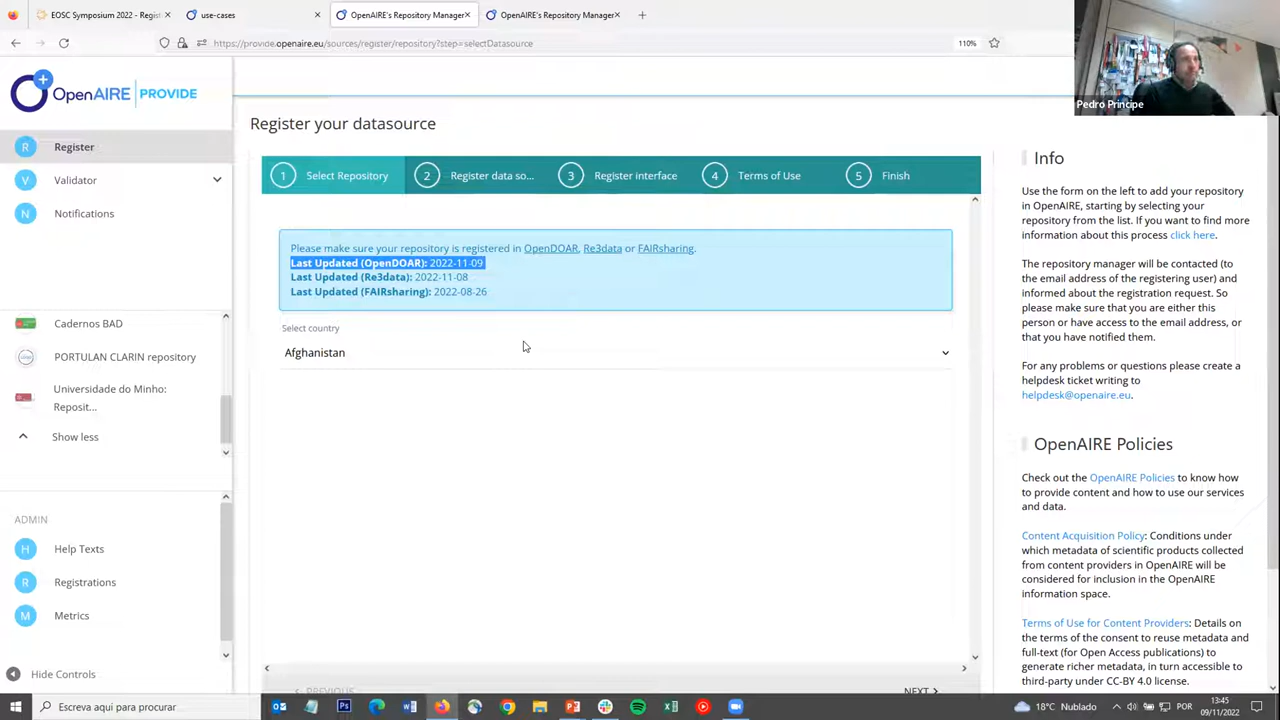 EOSC Symposium 2022 - Regis
use-cases
OpenAIRE's Repository Manager
OpenAIRE's Repository Manager
https://provide.openaire.eu/sources/register/repository?step=selectDatasource
110%
Pedro Principe
OpenAIRE | PROVIDE
R Register
V Validator
N Notifications
Cadernos BAD
PORTULAN CLARIN repository
Universidade do Minho:
Reposit...
Show less
ADMIN
H Help Texts
R Registrations
M Metrics
Hide Controls
Register your datasource
1 Select Repository
2 Register data so...
3 Register interface
4 Terms of Use
5 Finish
Please make sure your repository is registered in OpenDOAR, Re3data or FAIRsharing.
Last Updated (OpenDOAR): 2022-11-09
Last Updated (Re3data): 2022-11-08
Last Updated (FAIRsharing): 2022-08-26
Select country
Afghanistan
PREVIOUS
NEXT
Info
Use the form on the left to add your repository
in OpenAIRE, starting by selecting your
repository from the list. If you want to find more
information about this process click here.
The repository manager will be contacted (to
the email address of the registering user) and
informed about the registration request. So
please make sure that you are either this
person or have access to the email address, or
that you have notified them.
For any problems or questions please create a
helpdesk ticket writing to
helpdesk@openaire.eu.
OpenAIRE Policies
Check out the OpenAIRE Policies to know how
to provide content and how to use our services
and data.
Content Acquisition Policy: Conditions under
which metadata of scientific products collected
from content providers in OpenAIRE will be
considered for inclusion in the OpenAIRE
information space.
Terms of Use for Content Providers: Details on
the terms of the consent to reuse metadata and
full-text (for Open Access publications) to
generate richer metadata, in turn accessible to
third-party under CC-BY 4.0 license.
Escreva aqui para procurar
18°C Nublado
POR
13:45
09/11/2022